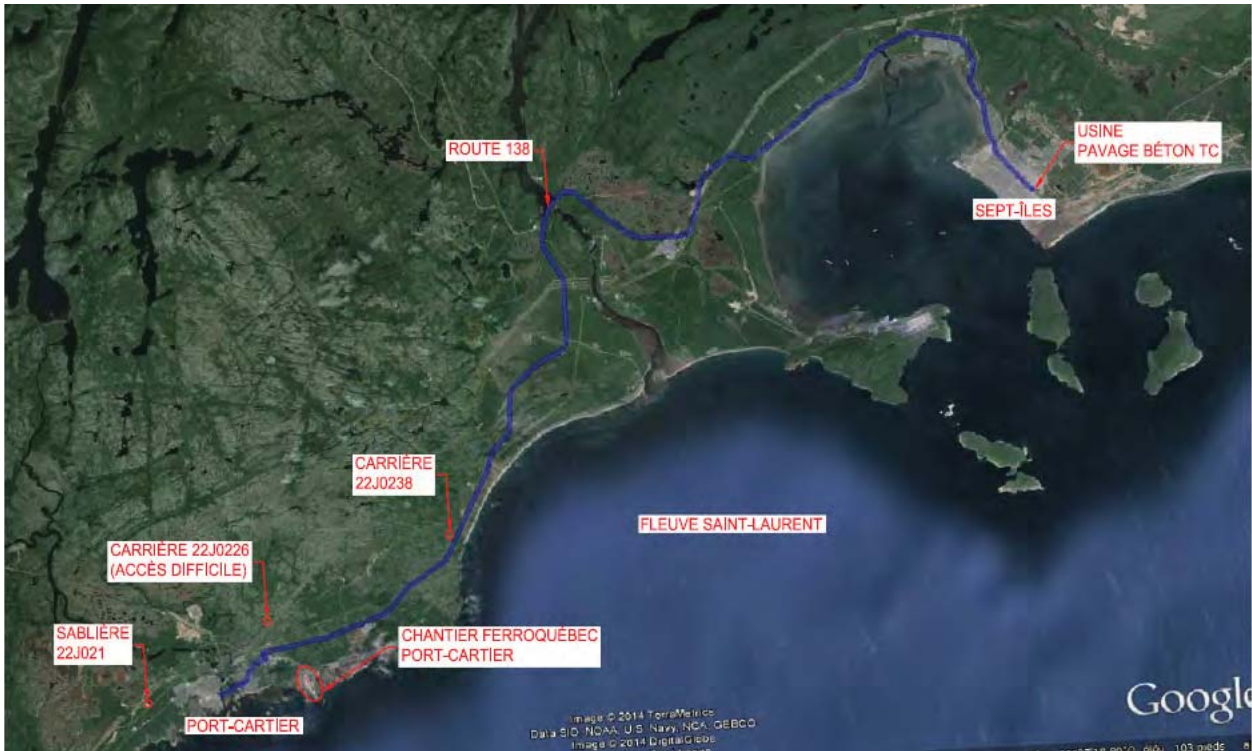 ROUTE 138
USINE
PAVAGE BÉTON TC
SEPT-ÎLES
CARRIÈRE
22J0238
FLEUVE SAINT-LAURENT
CARRIÈRE 22J0226
(ACCÈS DIFFICILE)
SABLIÈRE
22J021
CHANTIER FERROQUÉBEC
PORT-CARTIER
PORT-CARTIER
Google
Image © 2014 TerraMetrics
Data SIO, NOAA, U.S. Navy, NGA, GEBCO
Image © 2014 DigitalGlobe
103 pieds